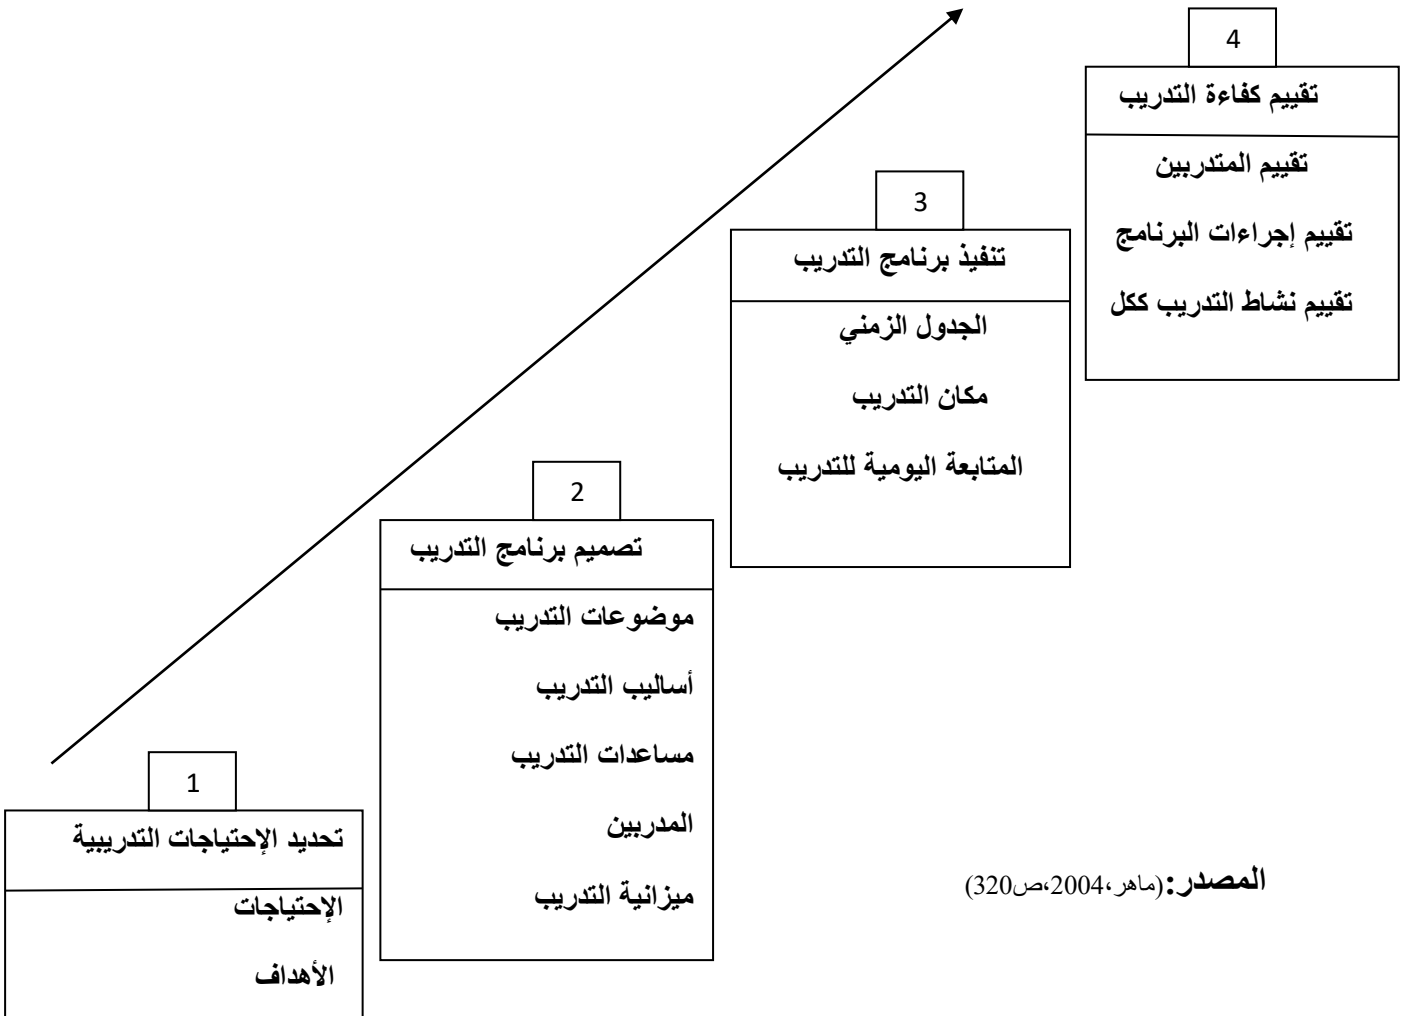 1
تحديد الإحتياجات التدريبية
الإحتياجات
الأهداف
2
تصميم برنامج التدريب
موضوعات التدريب
أساليب التدريب
مساعدات التدريب
المدربين
ميزانية التدريب
3
تنفيذ برنامج التدريب
الجدول الزمني
مكان التدريب
المتابعة اليومية للتدريب
4
تقييم كفاءة التدريب
تقييم المتدربين
تقييم إجراءات البرنامج
تقييم نشاط التدريب ككل
المصدر:(ماهر،2004،ص320)